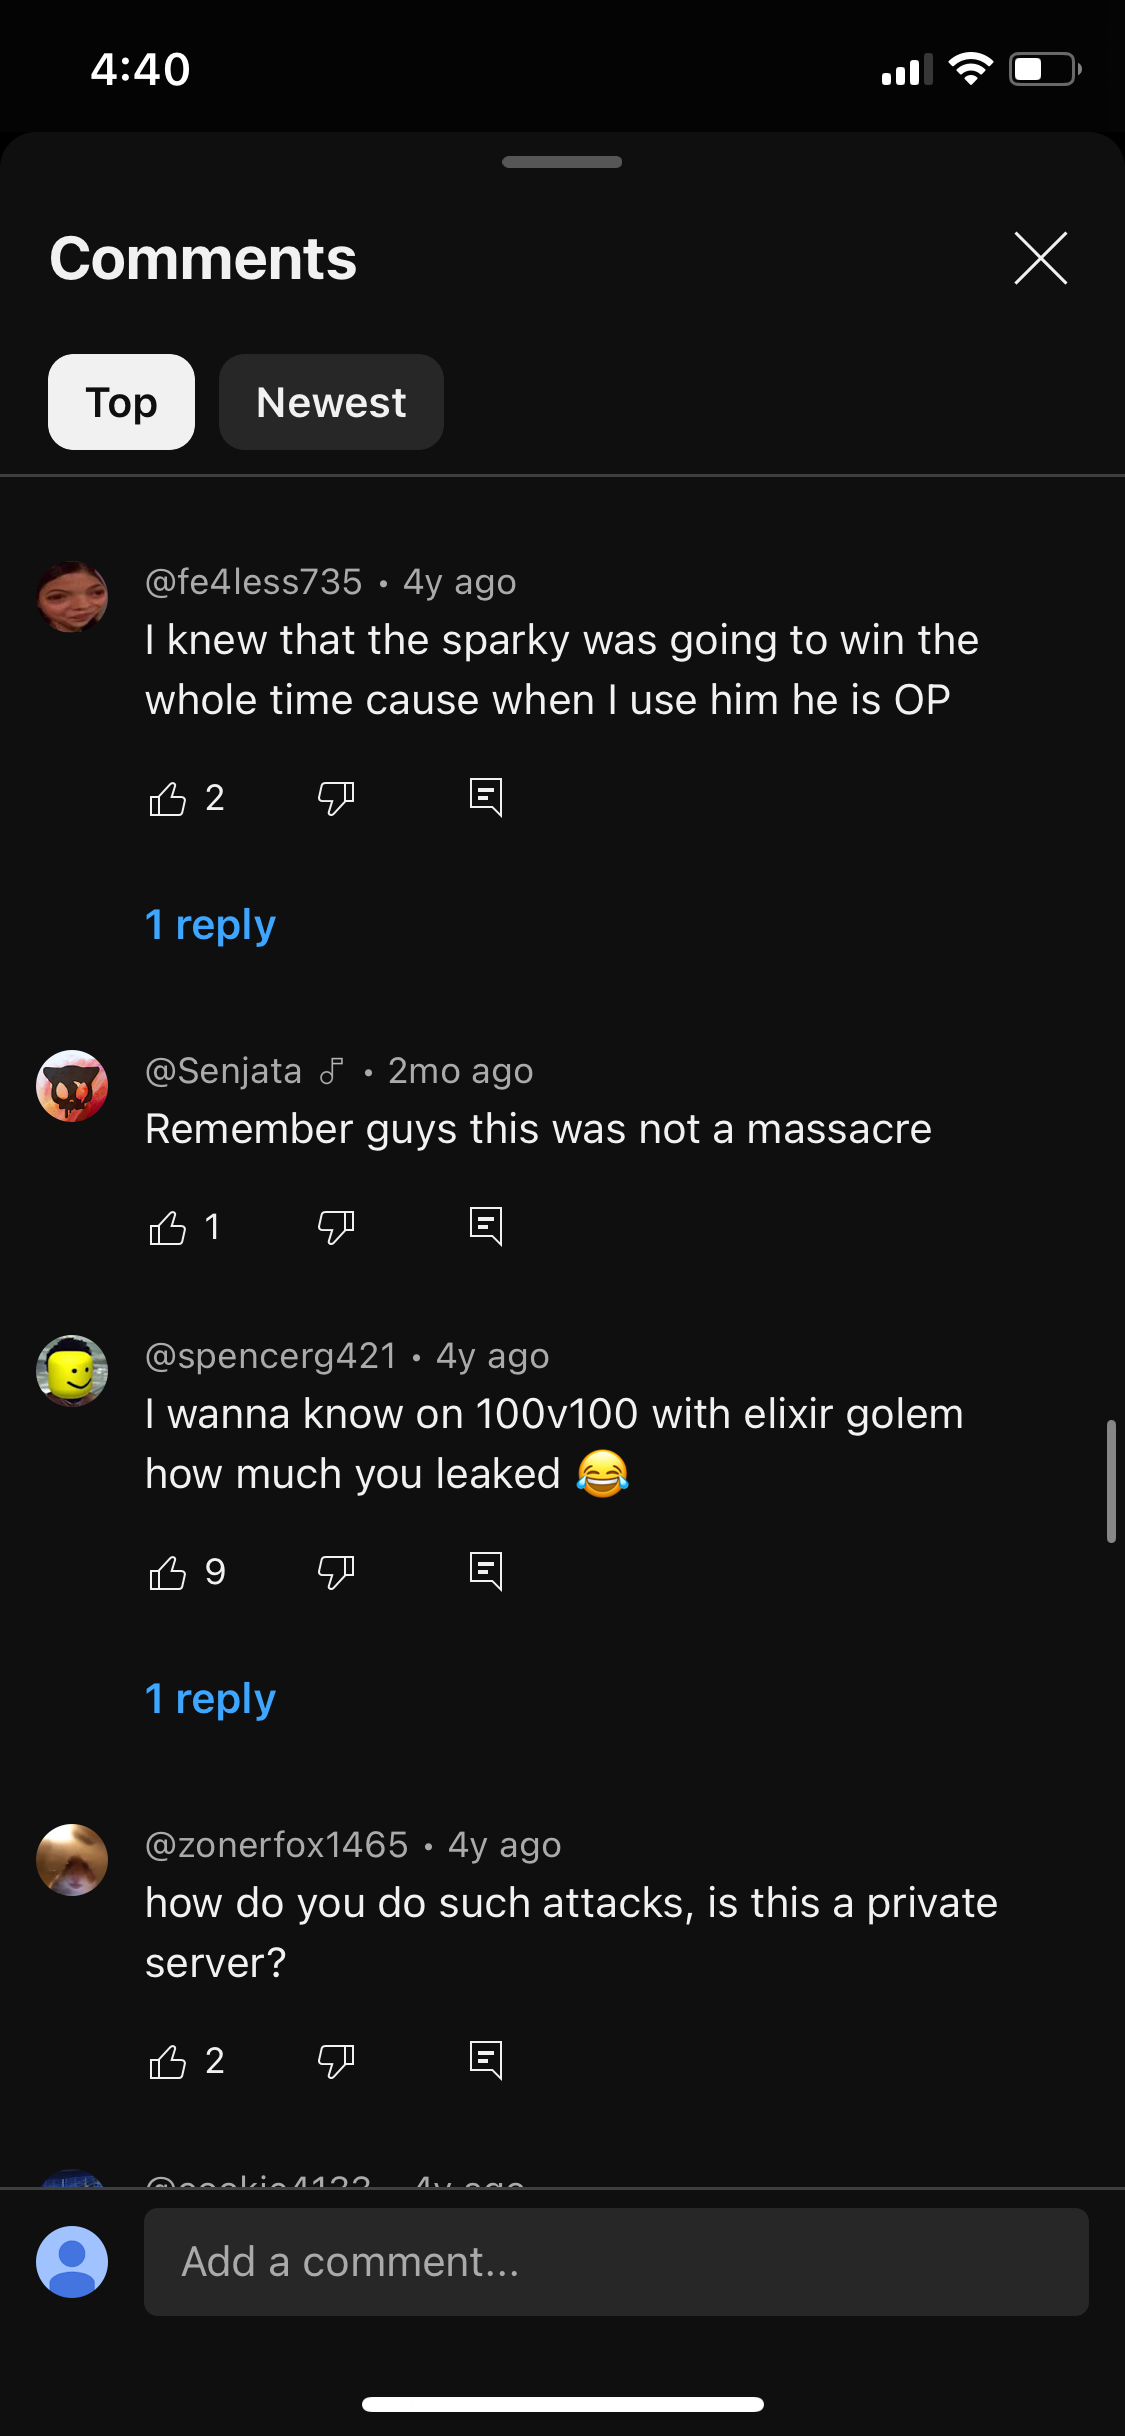 4:40
Comments
Top
Newest
@fe4less735 • 4y ago
I knew that the sparky was going to win the
whole time cause when I use him he is OP
2
1 reply
@Senjata ♫ • 2mo ago
Remember guys this was not a massacre
1
@spencerg421 • 4y ago
I wanna know on 100v100 with elixir golem
how much you leaked 😂
9
1 reply
@zonerfox1465 • 4y ago
how do you do such attacks, is this a private
server?
2
4y ago
Add a comment...